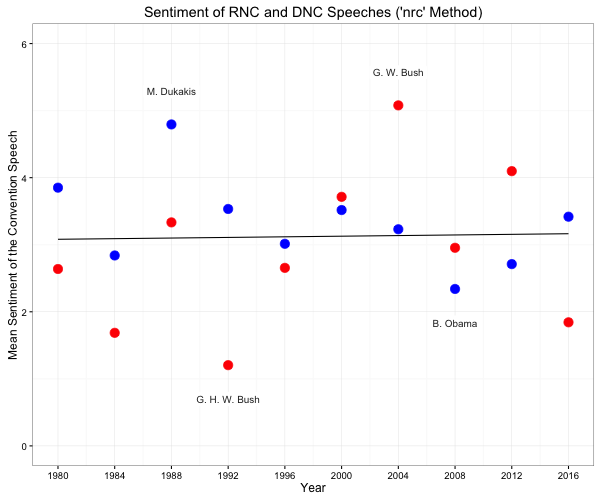 Sentiment of RNC and DNC Speeches ('nrc' Method)
6
G. W. Bush
M. Dukakis
4
Mean Sentiment of the Convention Speech
2
B. Obama
G. H. W. Bush
0
1980 1984 1988 1992 1996 2000 2004 2008 2012 2016
Year